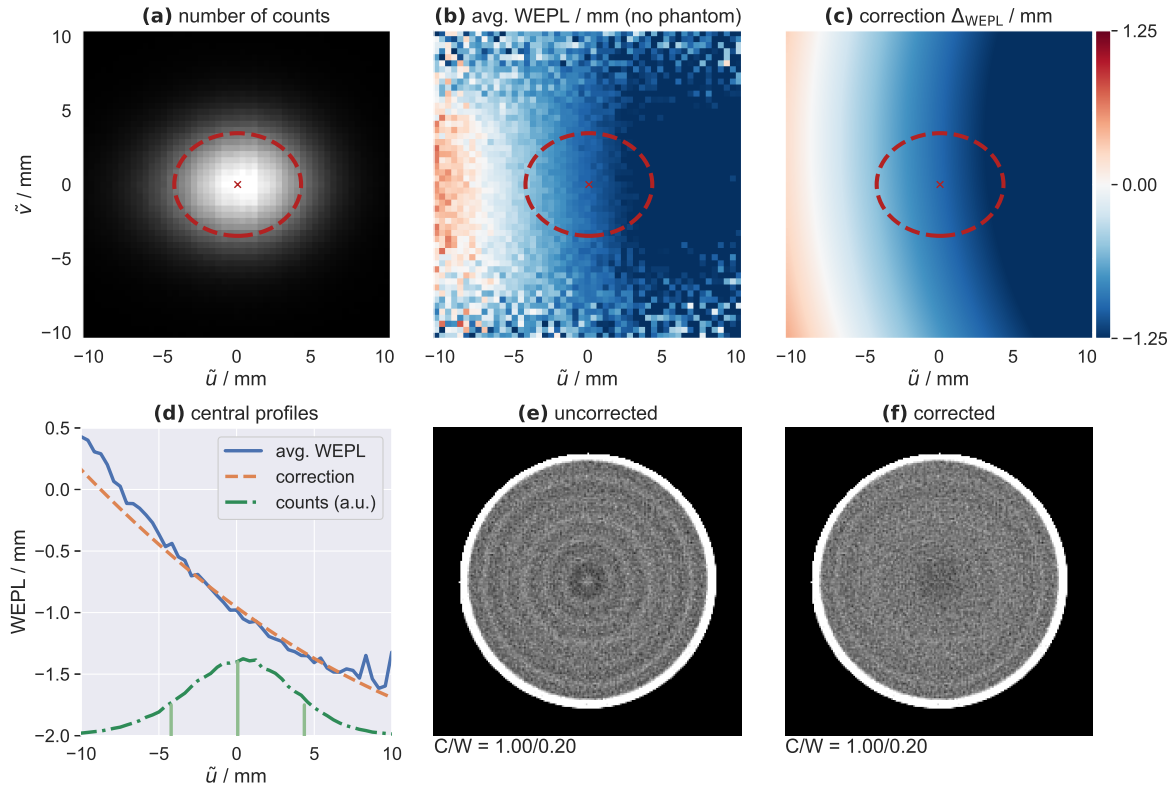 (a) number of counts
(b) avg. WEPL / mm (no phantom)
(c) correction Δ_WEPL / mm
10
5
0
−5
−10
ṽ / mm
−10
−5
0
5
10
ũ / mm
−10
−5
0
5
10
ũ / mm
−10
−5
0
5
10
ũ / mm
1.25
0.00
−1.25
(d) central profiles
(e) uncorrected
(f) corrected
0.5
0.0
−0.5
−1.0
−1.5
−2.0
WEPL / mm
avg. WEPL
correction
counts (a.u.)
−10
−5
0
5
10
ũ / mm
C/W = 1.00/0.20
C/W = 1.00/0.20